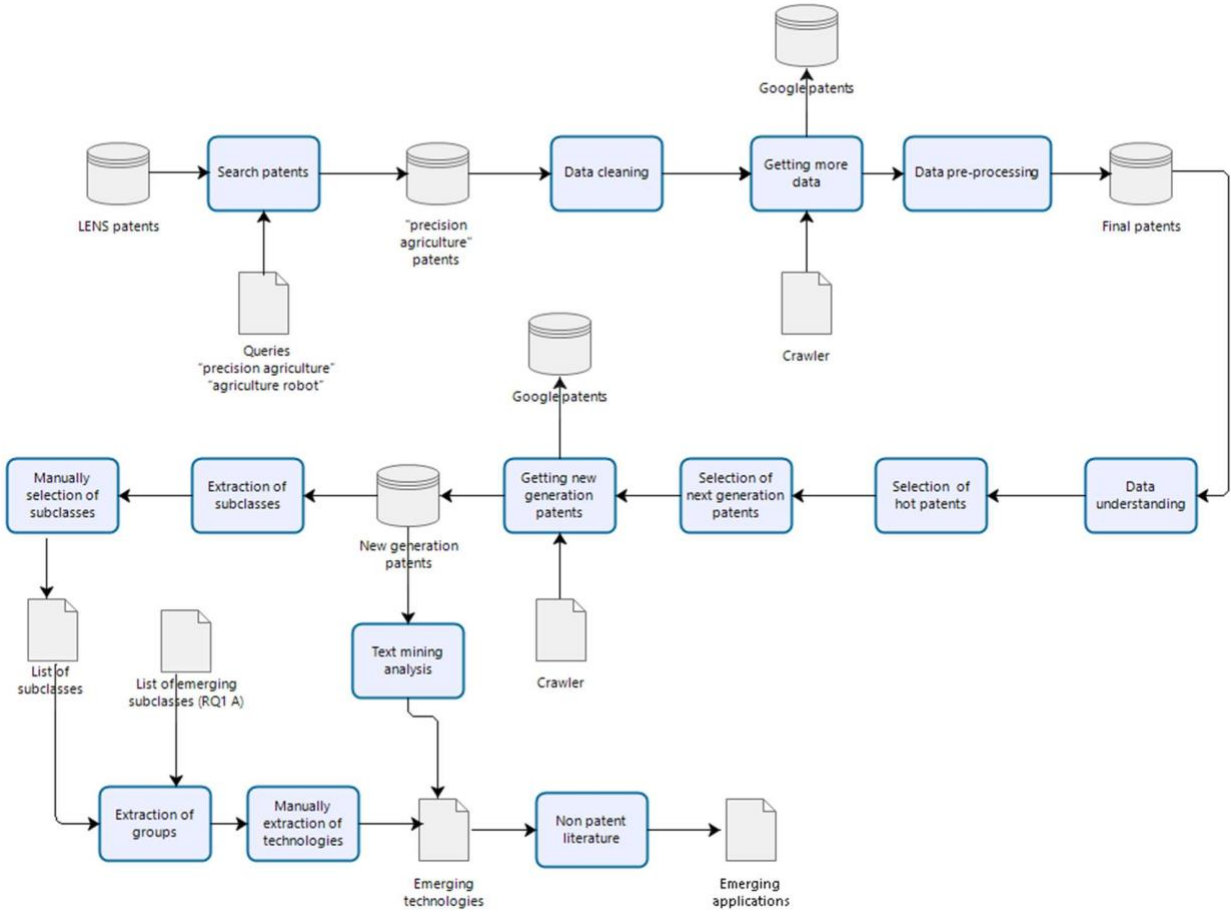 Google patents
Search patents
Data cleaning
Getting more
data
Data pre-processing
LENS patents
"precision
agriculture"
patents
Final patents
Queries
"precision agriculture"
"agriculture robot"
Crawler
Google patents
Manually
selection of
subclasses
Extraction of
subclasses
New generation
patents
Getting new
generation
patents
Selection of
next generation
patents
Selection of
hot patents
Data
understanding
List of
subclasses
List of emerging
subclasses (RQ1 A)
Text mining
analysis
Crawler
Extraction of
groups
Manually
extraction of
technologies
Emerging
technologies
Non patent
literature
Emerging
applications